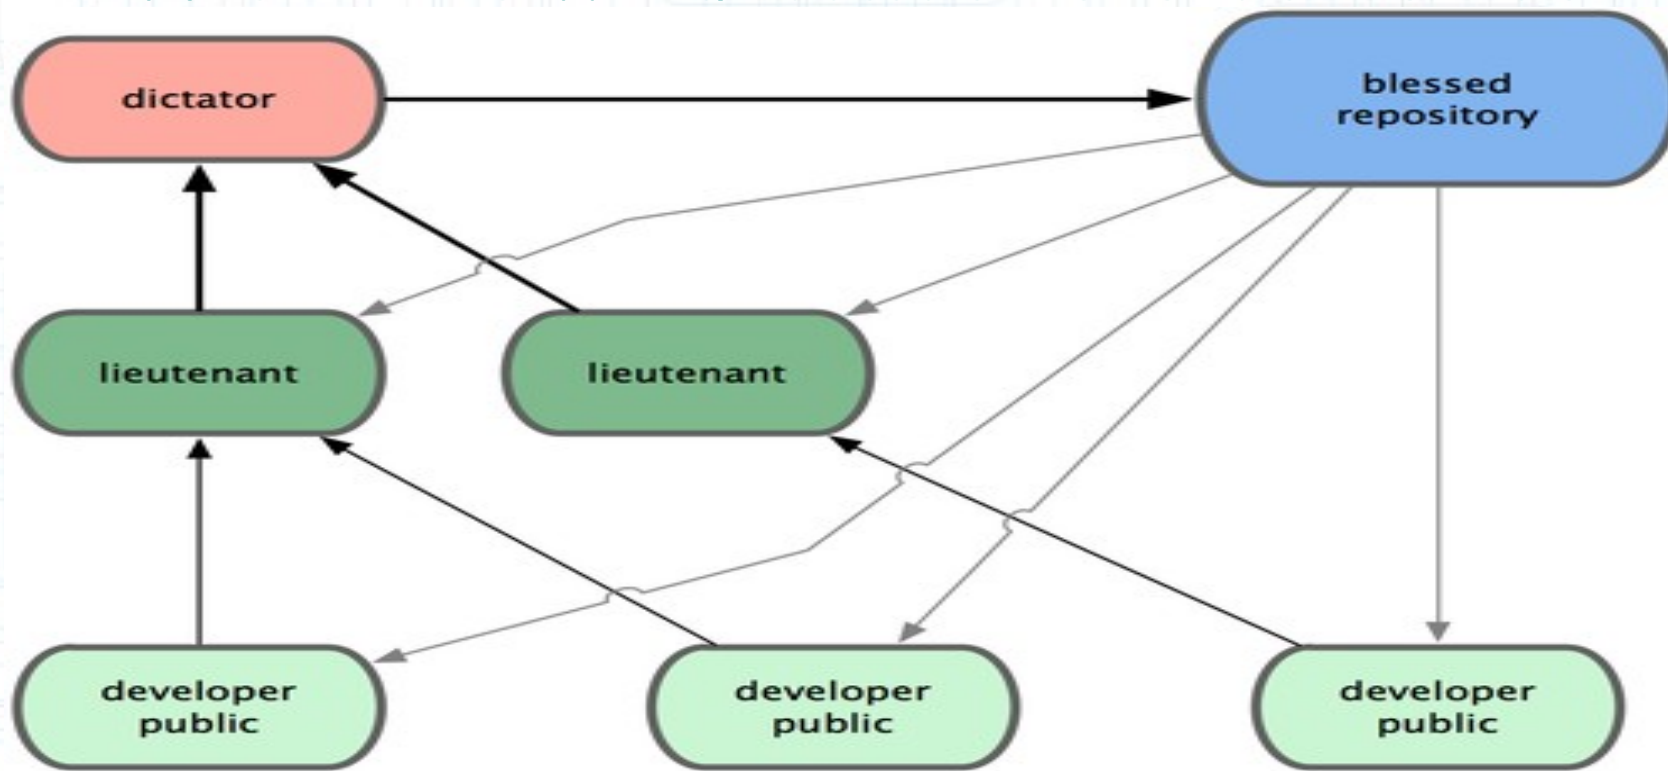 dictator
blessed
repository
lieutenant
lieutenant
developer
public
developer
public
developer
public